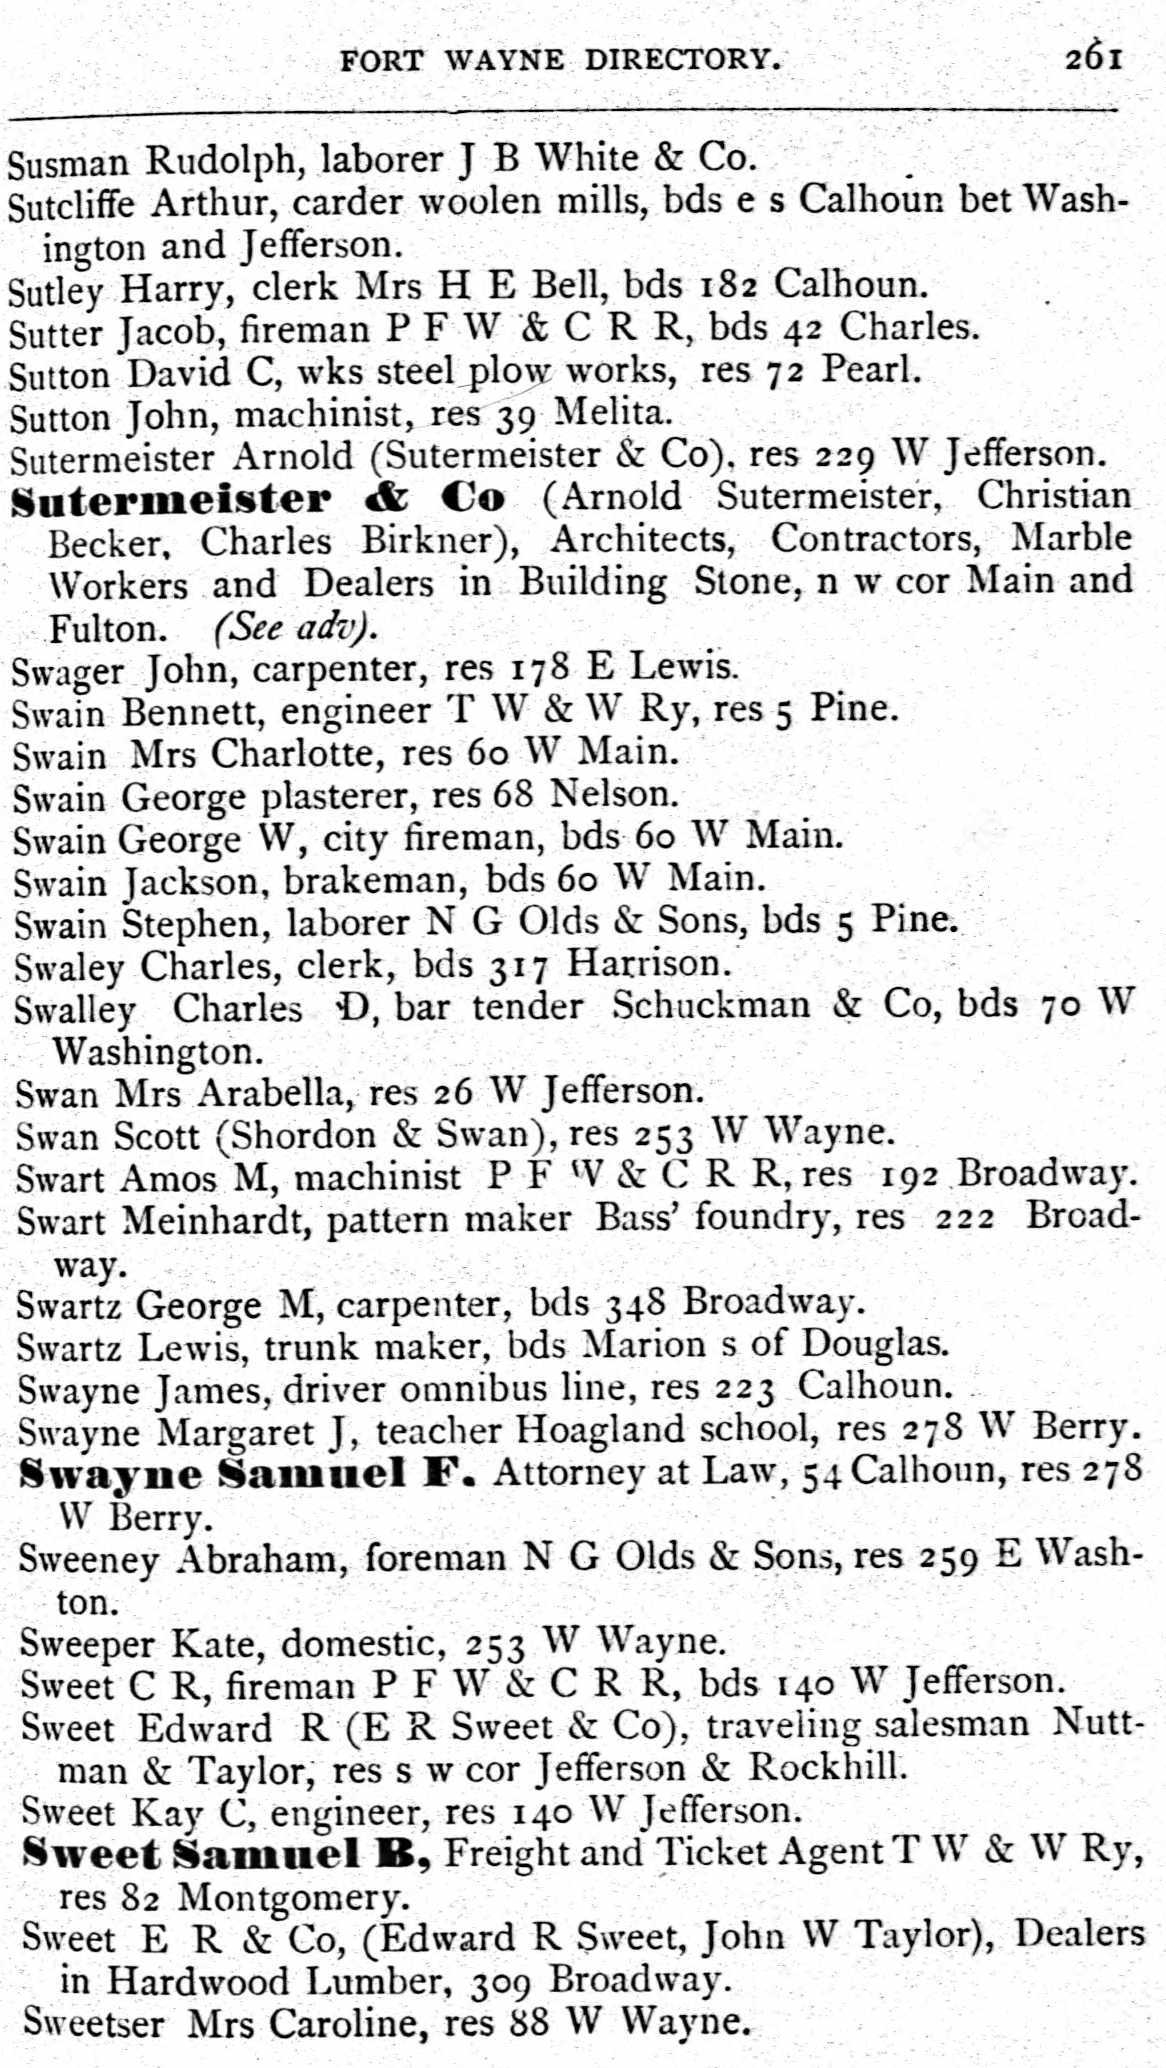 FORT WAYNE DIRECTORY. 261
Susman Rudolph, laborer J B White & Co.
Sutcliffe Arthur, carder woolen mills, bds e s Calhoun bet Wash-
ington and Jefferson.
Sutley Harry, clerk Mrs H E Bell, bds 182 Calhoun.
Sutter Jacob, fireman P F W & C R R, bds 42 Charles.
Sutton David C, wks steel plow works, res 72 Pearl.
Sutton John, machinist, res 39 Melita.
Sutermeister Arnold (Sutermeister & Co), res 229 W Jefferson.
Sutermeister & Co (Arnold Sutermeister, Christian
Becker, Charles Birkner), Architects, Contractors, Marble
Workers and Dealers in Building Stone, n w cor Main and
Fulton. (See adv).
Swager John, carpenter, res 178 E Lewis.
Swain Bennett, engineer T W & W Ry, res 5 Pine.
Swain Mrs Charlotte, res 60 W Main.
Swain George plasterer, res 68 Nelson.
Swain George W, city fireman, bds 60 W Main.
Swain Jackson, brakeman, bds 60 W Main.
Swain Stephen, laborer N G Olds & Sons, bds 5 Pine.
Swaley Charles, clerk, bds 317 Harrison.
Swalley Charles D, bar tender Schuckman & Co, bds 70 W
Washington.
Swan Mrs Arabella, res 26 W Jefferson.
Swan Scott (Shordon & Swan), res 253 W Wayne.
Swart Amos M, machinist P F W & C R R, res 192 Broadway.
Swart Meinhardt, pattern maker Bass' foundry, res 222 Broad-
way.
Swartz George M, carpenter, bds 348 Broadway.
Swartz Lewis, trunk maker, bds Marion s of Douglas.
Swayne James, driver omnibus line, res 223 Calhoun.
Swayne Margaret J, teacher Hoagland school, res 278 W Berry.
Swayne Samuel F. Attorney at Law, 54 Calhoun, res 278
W Berry.
Sweeney Abraham, foreman N G Olds & Sons, res 259 E Wash-
ton.
Sweeper Kate, domestic, 253 W Wayne.
Sweet C R, fireman P F W & C R R, bds 140 W Jefferson.
Sweet Edward R (E R Sweet & Co), traveling salesman Nutt-
man & Taylor, res s w cor Jefferson & Rockhill.
Sweet Kay C, engineer, res 140 W Jefferson.
Sweet Samuel B, Freight and Ticket Agent T W & W Ry,
res 82 Montgomery.
Sweet E R & Co, (Edward R Sweet, John W Taylor), Dealers
in Hardwood Lumber, 309 Broadway.
Sweetser Mrs Caroline, res 88 W Wayne.